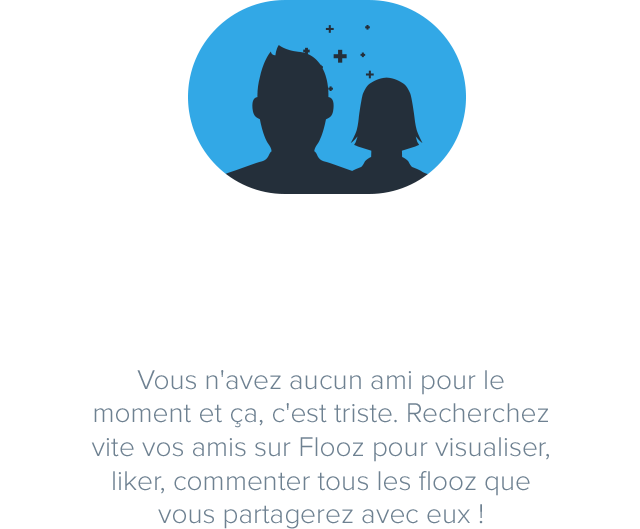 Vous n'avez aucun ami pour le
moment et ça, c'est triste. Recherchez
vite vos amis sur Flooz pour visualiser,
liker, commenter tous les flooz que
vous partagerez avec eux !